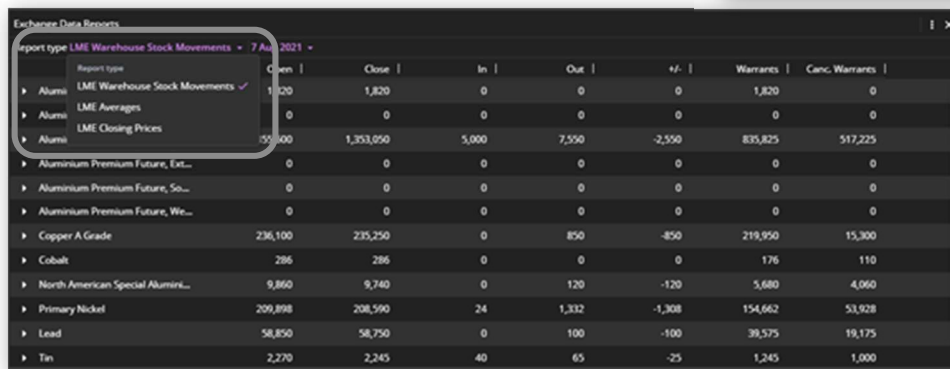 Exchange Data Reports
Report type LME Warehouse Stock Movements 7 Au 2021
Open Close In Out +/- Warrants Canc. Warrants
Report type
LME Warehouse Stock Movements
LME Averages
LME Closing Prices
Alumi 1,820 1,820 0 0 0 1,820 0
Alumi 0 0 0 0 0 0
Alumi 1,353,050 5,000 7,550 -2,550 835,825 517,225
Aluminium Premium Future, Ext... 0 0 0 0 0 0 0
Aluminium Premium Future, So... 0 0 0 0 0 0 0
Aluminium Premium Future, We... 0 0 0 0 0 0 0
Copper A Grade 236,100 235,250 0 850 -850 219,950 15,300
Cobalt 286 286 0 0 0 176 110
North American Special Alumini... 9,860 9,740 0 120 -120 5,680 4,060
Primary Nickel 209,898 208,590 24 1,332 -1,308 154,662 53,928
Lead 58,850 58,750 0 100 -100 39,575 19,175
Tin 2,270 2,245 40 65 -25 1,245 1,000